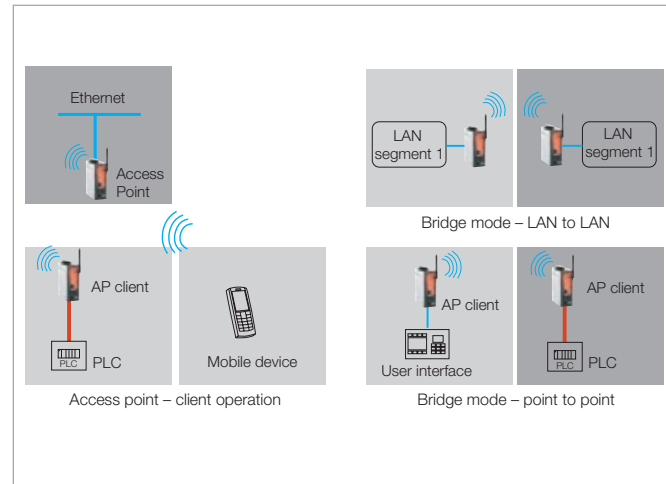 Ethernet
Access
Point
AP client
PLC
PLC
Mobile device
Access point – client operation
LAN
segment 1
LAN
segment 1
Bridge mode – LAN to LAN
AP client
User interface
AP client
PLC
PLC
Bridge mode – point to point